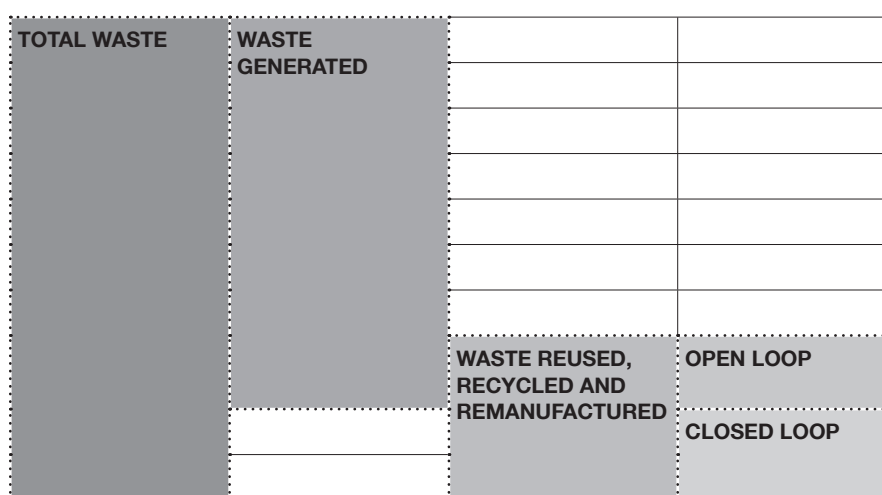 TOTAL WASTE
WASTE
GENERATED
WASTE REUSED,
RECYCLED AND
REMANUFACTURED
OPEN LOOP
CLOSED LOOP